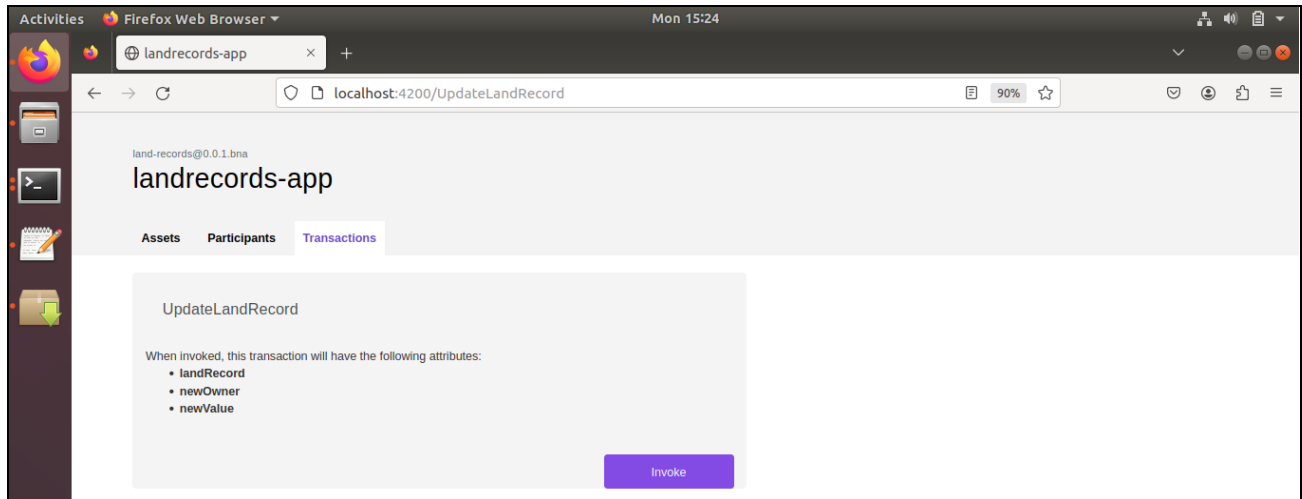 Activities Firefox Web Browser Mon 15:24
landrecords-app
localhost:4200/UpdateLandRecord 90%
land-records@0.0.1.bna
landrecords-app
Assets Participants Transactions
UpdateLandRecord
When invoked, this transaction will have the following attributes:
• landRecord
• newOwner
• newValue
Invoke